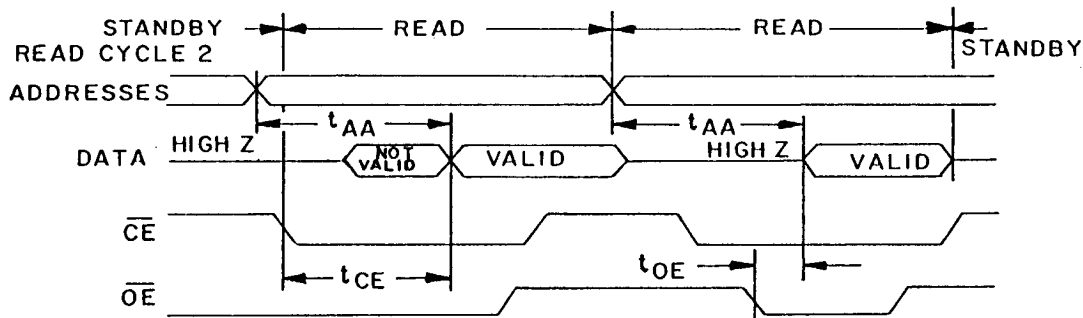 STANDBY READ READ
READ CYCLE 2 STANDBY
ADDRESSES
tAA tAA
DATA HIGH Z NOT VALID VALID HIGH Z VALID
CE
tCE tOE
OE